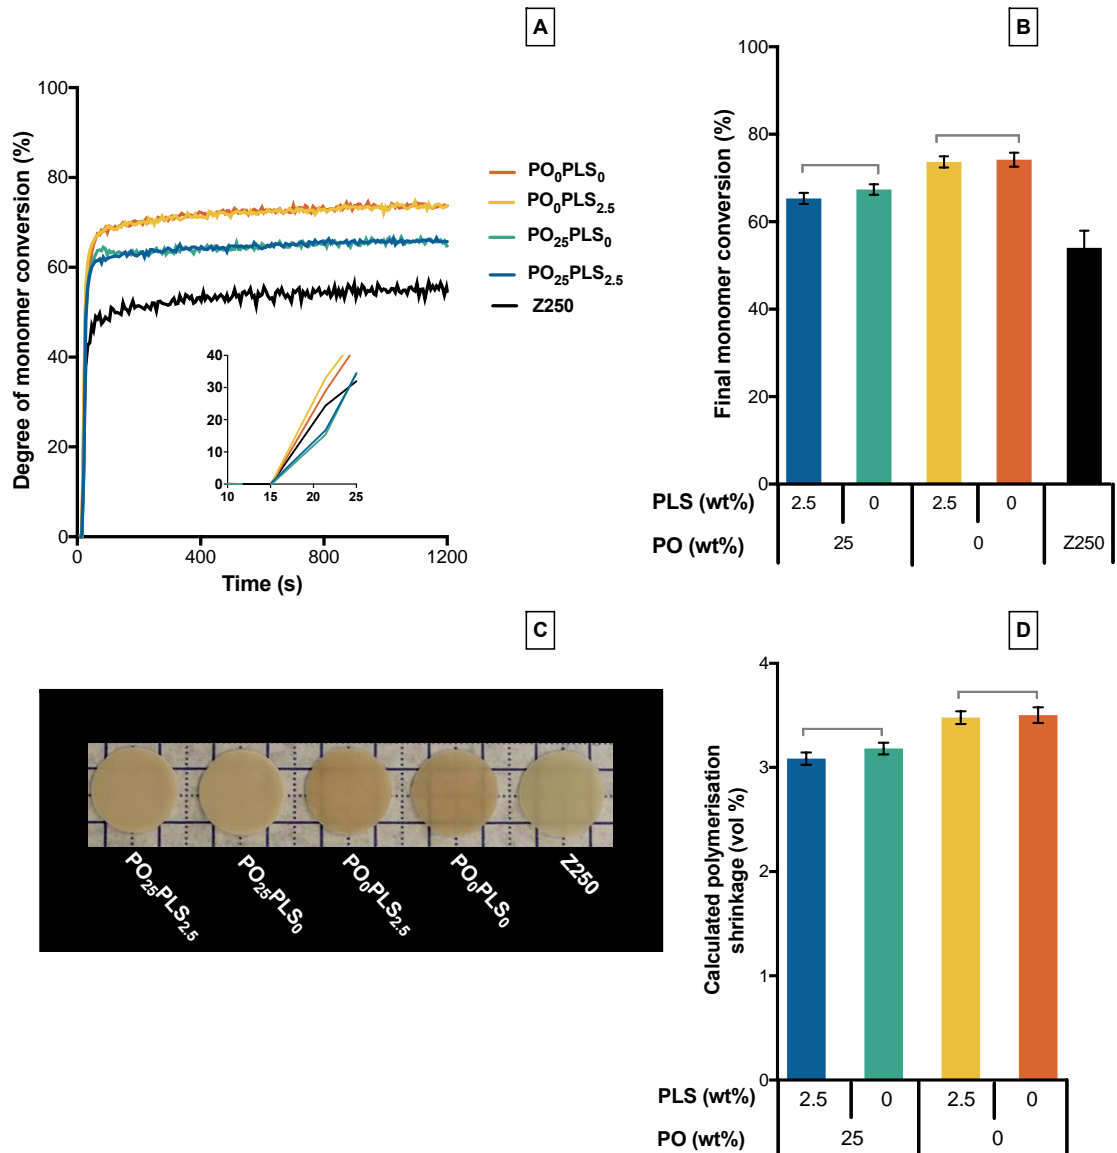 A
Degree of monomer conversion (%)
100
80
60
40
20
0
0
400
800
1200
Time (s)
40
30
20
10
0
10
15
20
25
PO₀PLS₀
PO₀PLS₂.₅
PO₂₅PLS₀
PO₂₅PLS₂.₅
Z250
B
Final monomer conversion (%)
100
80
60
40
20
0
PLS (wt%) 2.5 0 2.5 0
PO (wt%) 25 0 Z250
C
PO₂₅PLS₂.₅
PO₂₅PLS₀
PO₀PLS₂.₅
PO₀PLS₀
Z250
D
Calculated polymerisation
shrinkage (vol %)
4
3
2
1
0
PLS (wt%) 2.5 0 2.5 0
PO (wt%) 25 0